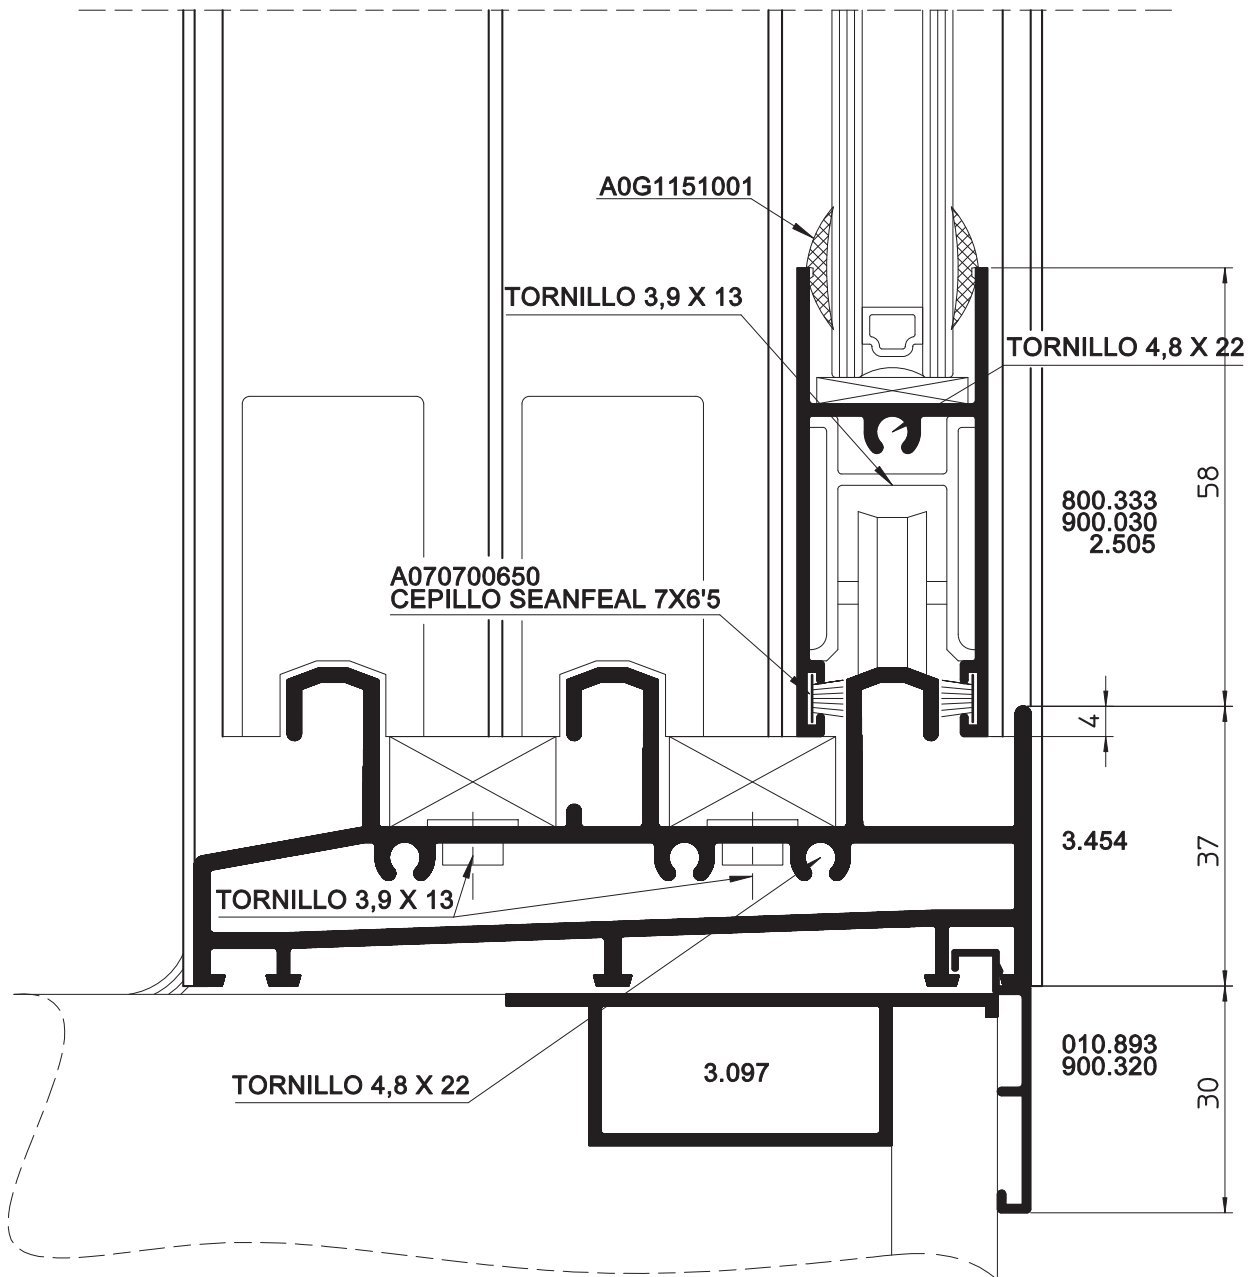 A0G1151001
TORNILLO 3,9 X 13
TORNILLO 4,8 X 22
58
800.333
900.030
2.505
A070700650
CEPILLO SEANFEAL 7X6'5
4
3.454
37
TORNILLO 3,9 X 13
010.893
900.320
3.097
TORNILLO 4,8 X 22
30